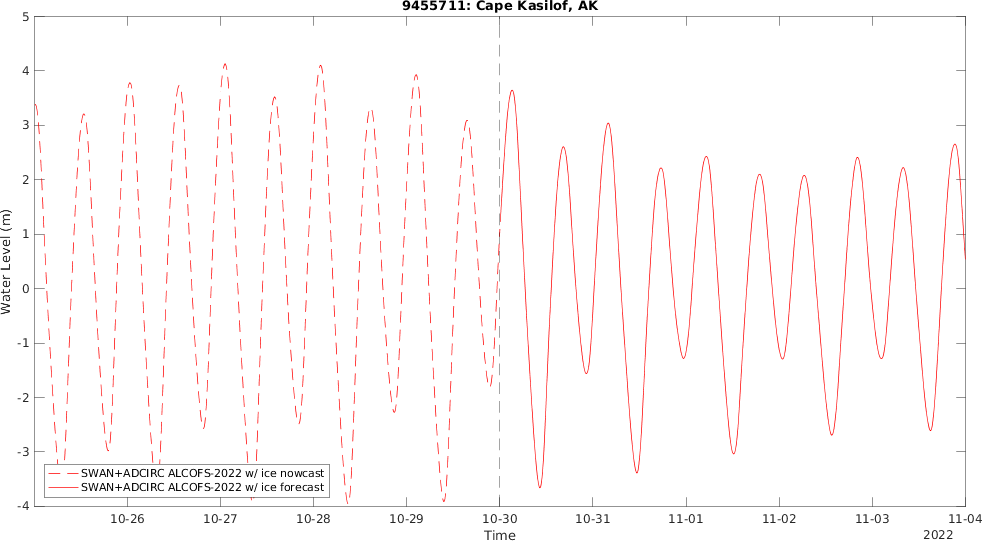 9455711: Cape Kasilof, AK
5
4
3
2
1
0
-1
-2
-3
-4
Water Level (m)
SWAN+ADCIRC ALCOFS-2022 w/ ice nowcast
SWAN+ADCIRC ALCOFS-2022 w/ ice forecast
10-26 10-27 10-28 10-29 10-30 10-31 11-01 11-02 11-03 11-04
Time
2022